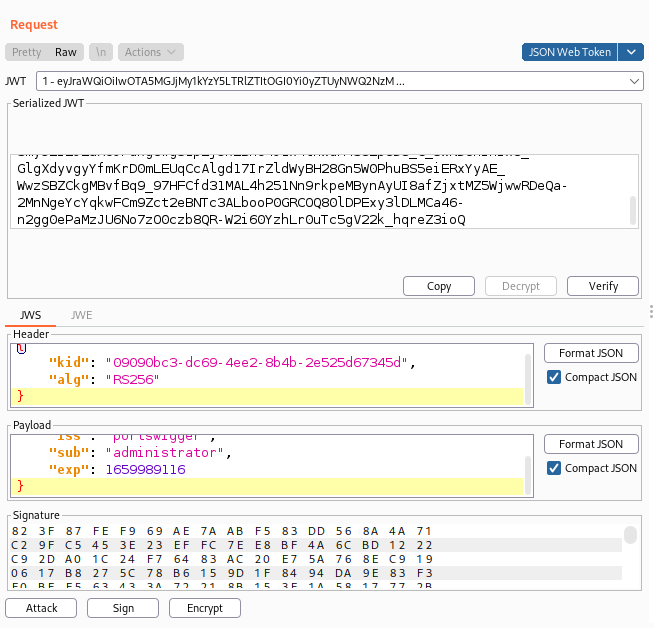 Request
Pretty Raw \n Actions JSON Web Token
JWT 1 - eyJraWQiOiIwOTA5MGJjMy1kYzY5LTRlZTItOGI0Yi0yZTUyNWQ2NzM ...
Serialized JWT
GlgXdyvgyYfmKrD0mLEUqCcAlgd17IrZldWyBH28Gn5W0PhuBS5eiERxYyAE_
WwzSBZCkgMBvfBq9_97HFCfd31MAL4h251Nn9rkpeMBynAyUI8afZjxtMZ5WjwwRDeQa-
2MnNgeYcYqkwFCm9Zct2eBNTc3ALbooP0GRCOQ80lDPExy3lDLMCa46-
n2gg0ePaMzJU6No7zO0czb8QR-W2i60YzhLr0uTc5gV22k_hqreZ3ioQ
Copy Decrypt Verify
JWS JWE
Header
{
"kid": "09090bc3-dc69-4ee2-8b4b-2e525d67345d",
"alg": "RS256"
}
Format JSON
Compact JSON
Payload
"iss": "portswigger",
"sub": "administrator",
"exp": 1659989116
}
Format JSON
Compact JSON
Signature
82 3F 87 FE F9 69 AE 7A AB F5 83 DD 56 8A 4A 71
C2 9F C5 45 3E 23 EF FC 7E E8 BF 4A 6C BD 12 22
C9 2D A0 1C 24 F7 64 83 AC 20 E7 5A 76 8E C9 19
06 17 B8 27 5C 78 B6 15 9D 1F 84 94 DA 9E 83 F3
Attack Sign Encrypt